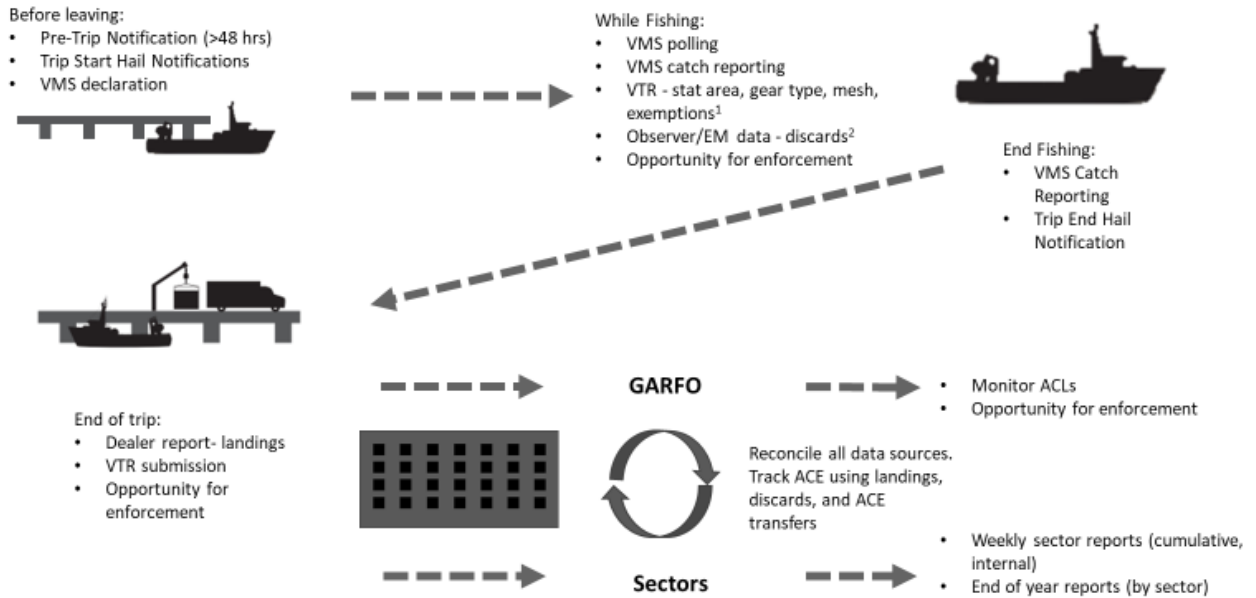 Before leaving:
• Pre-Trip Notification (>48 hrs)
• Trip Start Hail Notifications
• VMS declaration
While Fishing:
• VMS polling
• VMS catch reporting
• VTR - stat area, gear type, mesh,
exemptions¹
• Observer/EM data - discards²
• Opportunity for enforcement
End Fishing:
• VMS Catch
Reporting
• Trip End Hail
Notification
End of trip:
• Dealer report- landings
• VTR submission
• Opportunity for
enforcement
GARFO
• Monitor ACLs
• Opportunity for enforcement
Reconcile all data sources.
Track ACE using landings,
discards, and ACE
transfers
Sectors
• Weekly sector reports (cumulative,
internal)
• End of year reports (by sector)